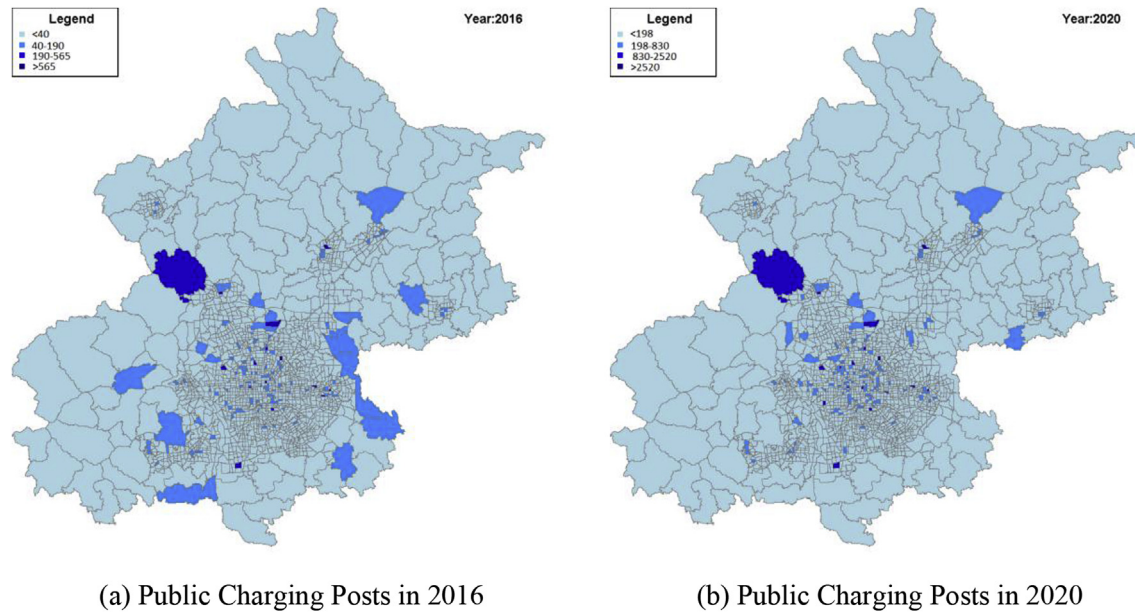 Legend
<40
40-190
190-565
>565
Year:2016
Legend
<198
198-830
830-2520
>2520
Year:2020
(a) Public Charging Posts in 2016
(b) Public Charging Posts in 2020